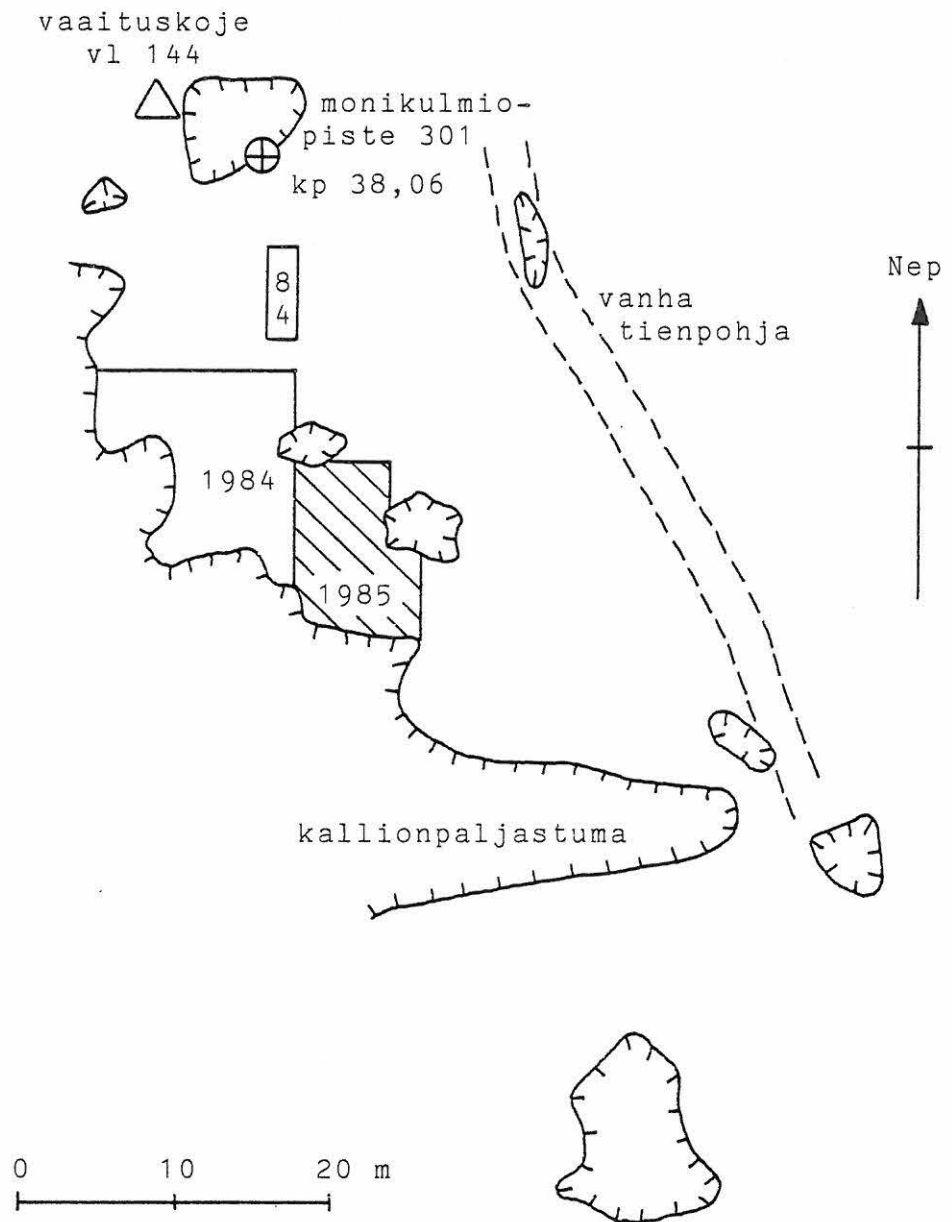 vaaituskoje
vl 144
monikulmio-
piste 301
kp 38,06
8
4
Nep
vanha
tienpohja
1984
1985
kallionpaljastuma
0 10 20 m